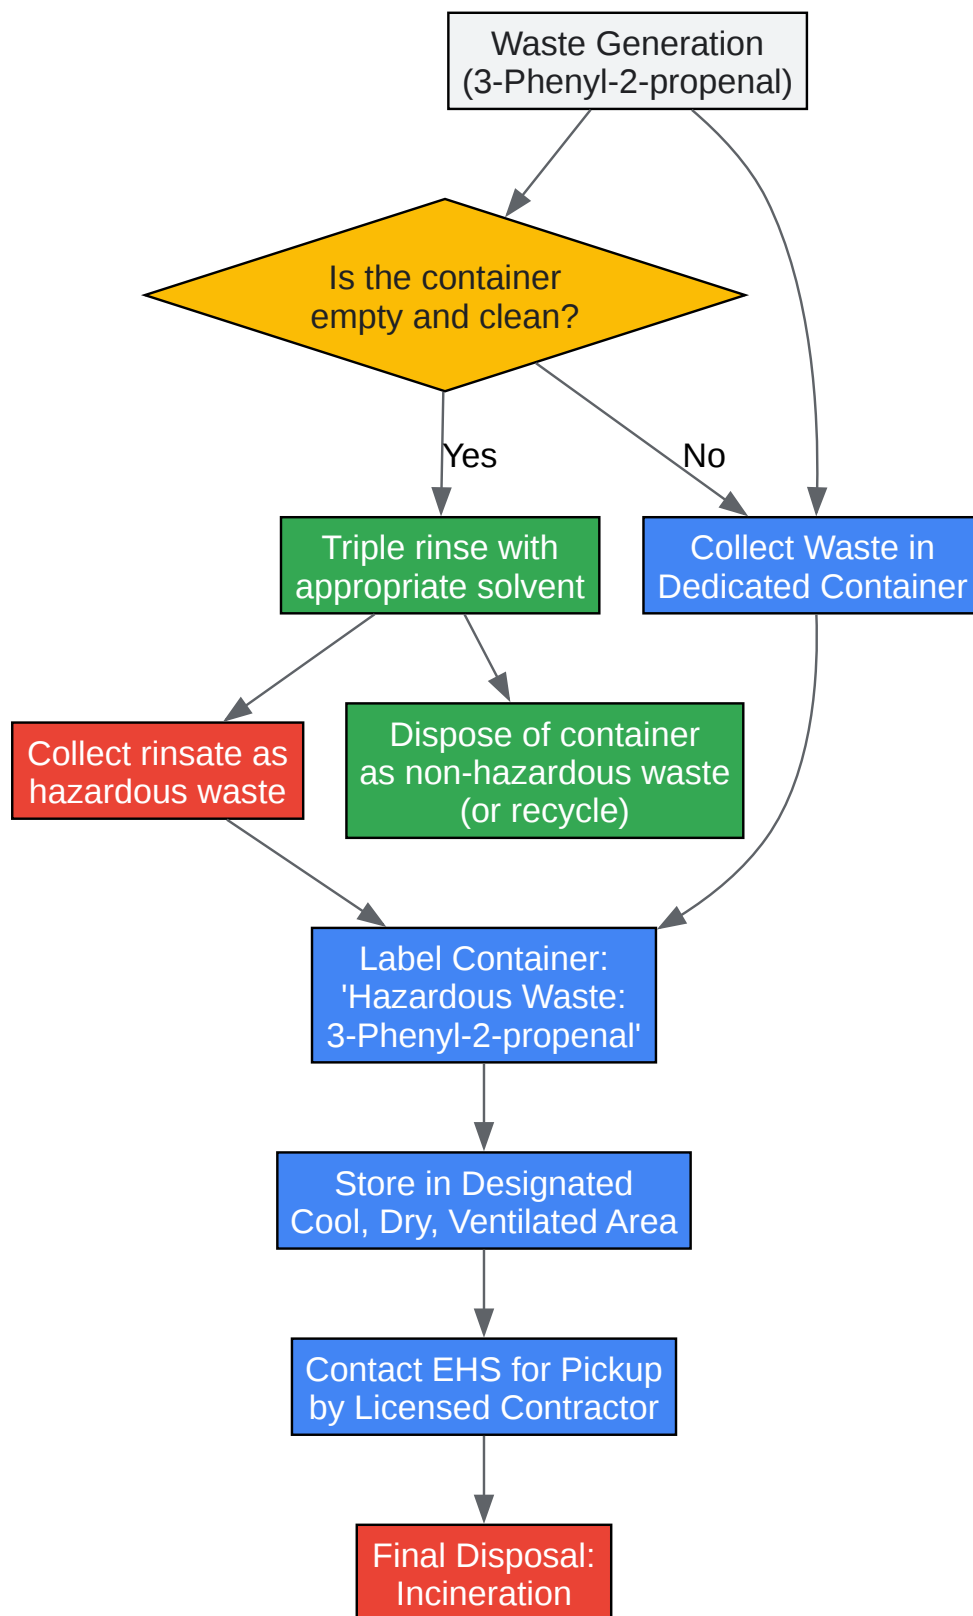 Waste Generation
(3-Phenyl-2-propenal)
Is the container
empty and clean?
Yes
No
Triple rinse with
appropriate solvent
Collect Waste in
Dedicated Container
Collect rinsate as
hazardous waste
Dispose of container
as non-hazardous waste
(or recycle)
Label Container:
'Hazardous Waste:
3-Phenyl-2-propenal'
Store in Designated
Cool, Dry, Ventilated Area
Contact EHS for Pickup
by Licensed Contractor
Final Disposal:
Incineration